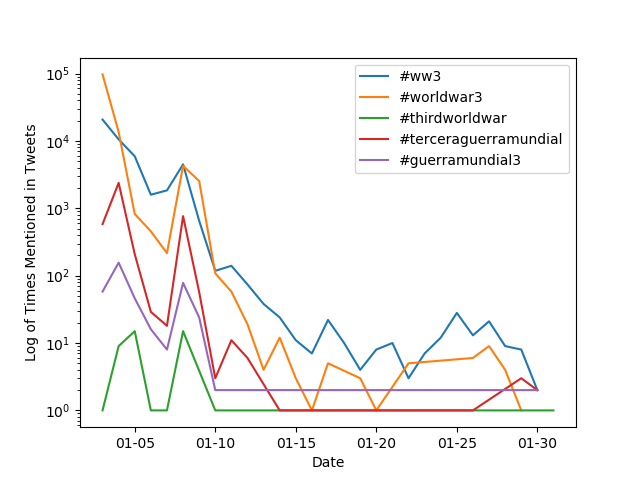 #ww3
#worldwar3
#thirdworldwar
#terceraguerramundial
#guerramundial3
Log of Times Mentioned in Tweets
10⁵
10⁴
10³
10²
10¹
10⁰
01-05 01-10 01-15 01-20 01-25 01-30
Date